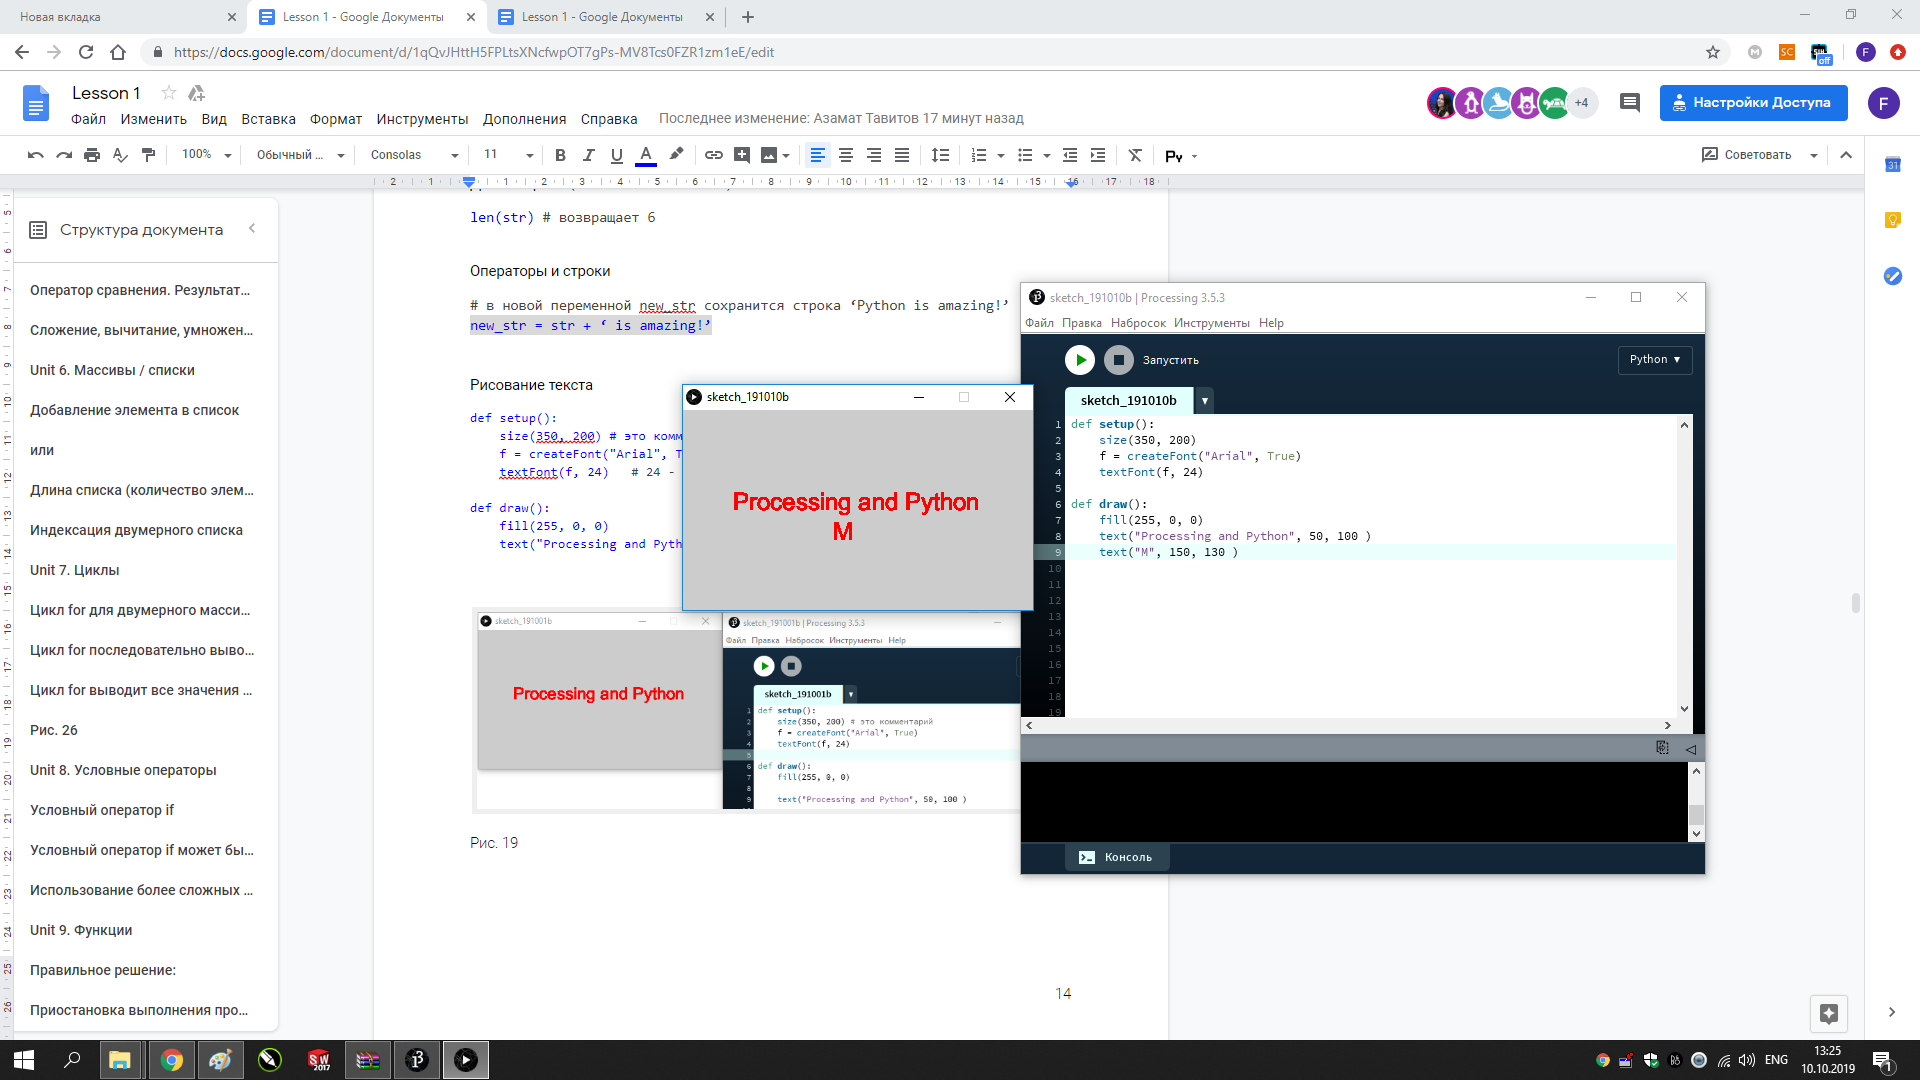 Новая вкладка
Lesson 1 - Google Документы
Lesson 1 - Google Документы
https://docs.google.com/document/d/1qQvJHttH5FPLtsXNcfwpOT7gPs-MV8Tcs0FZR1zm1eE/edit
SC
off
F
Lesson 1
Файл Изменить Вид Вставка Формат Инструменты Дополнения Справка
Последнее изменение: Азамат Тавитов 17 минут назад
+4
Настройки Доступа
F
100% Обычный ... Consolas 11
Советовать
31
Структура документа
Оператор сравнения. Результат...
Сложение, вычитание, умножен...
Unit 6. Массивы / списки
Добавление элемента в список
или
Длина списка (количество элем...
Индексация двумерного списка
Unit 7. Циклы
Цикл for для двумерного масси...
Цикл for последовательно выво...
Цикл for выводит все значения ...
Рис. 26
Unit 8. Условные операторы
Условный оператор if
Условный оператор if может бы...
Использование более сложных ...
Unit 9. Функции
Правильное решение:
Приостановка выполнения про...
len(str) # возвращает 6
Операторы и строки
# в новой переменной new_str сохранится строка ‘Python is amazing!’
new_str = str + ‘ is amazing!’
Рисование текста
def setup():
size(350, 200) # это комм
f = createFont("Arial", T
textFont(f, 24) # 24 -
def draw():
fill(255, 0, 0)
text("Processing and Pyth
sketch_191010b
Processing and Python
M
sketch_191001b
Processing and Python
sketch_191001b | Processing 3.5.3
Файл Правка Набросок Инструменты Help
sketch_191001b
1 def setup():
2 size(350, 200) # это комментарий
3 f = createFont("Arial", True)
4 textFont(f, 24)
5
6 def draw():
7 fill(255, 0, 0)
8
9 text("Processing and Python", 50, 100 )
Рис. 19
14
sketch_191010b | Processing 3.5.3
Файл Правка Набросок Инструменты Help
Запустить
Python
sketch_191010b
1 def setup():
2 size(350, 200)
3 f = createFont("Arial", True)
4 textFont(f, 24)
5
6 def draw():
7 fill(255, 0, 0)
8 text("Processing and Python", 50, 100 )
9 text("M", 150, 130 )
10
11
12
13
14
15
16
17
18
19
Консоль
SW
2017
ENG
13:25
10.10.2019
1